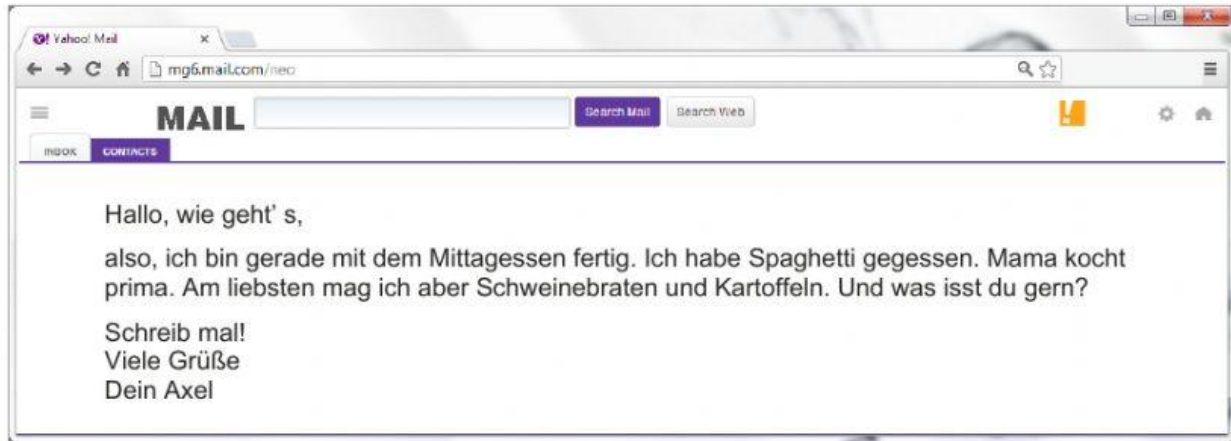 Yahoo! Mail
mg6.mail.com/neo
MAIL Search Mail Search Web
INBOX CONTACTS
Hallo, wie geht' s,
also, ich bin gerade mit dem Mittagessen fertig. Ich habe Spaghetti gegessen. Mama kocht
prima. Am liebsten mag ich aber Schweinebraten und Kartoffeln. Und was isst du gern?
Schreib mal!
Viele Grüße
Dein Axel